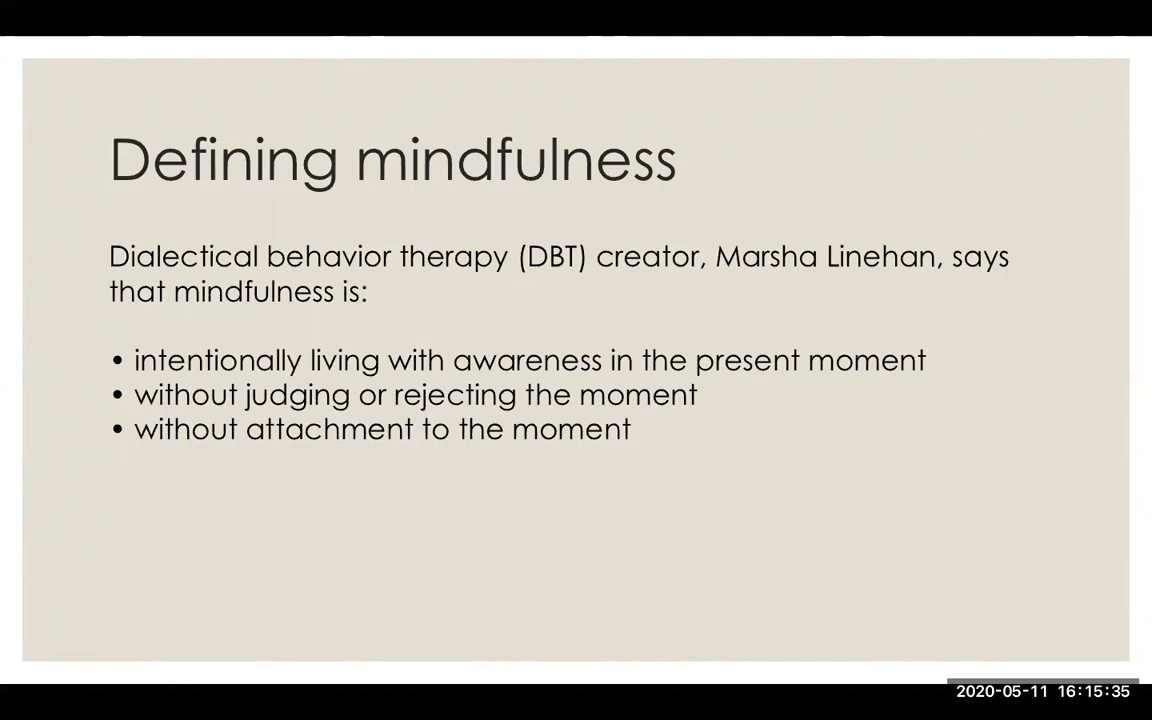 Defining mindfulness
Dialectical behavior therapy (DBT) creator, Marsha Linehan, says
that mindfulness is:
• intentionally living with awareness in the present moment
• without judging or rejecting the moment
• without attachment to the moment
2020-05-11 16:15:35